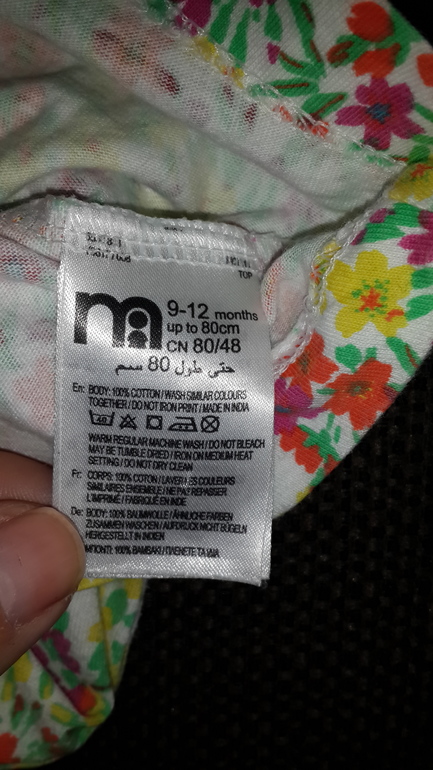 TOP
9-12 months
up to 80cm
CN 80/48
حتى طول 80 سم
En: BODY: 100% COTTON / WASH SIMILAR COLOURS
TOGETHER / DO NOT IRON PRINT / MADE IN INDIA
WARM REGULAR MACHINE WASH / DO NOT BLEACH
MAY BE TUMBLE DRIED / IRON ON MEDIUM HEAT
SETTING / DO NOT DRY CLEAN
Fr: CORPS: 100% COTON / LAVER LES COULEURS
SIMILAIRES ENSEMBLE / NE PAS REPASSER
L'IMPRIMÉ / FABRIQUÉ EN INDE
De: BODY: 100% BAUMWOLLE / ÄHNLICHE FARBEN
ZUSAMMEN WASCHEN / AUFDRUCK NICHT BÜGELN
HERGESTELLT IN INDIEN
100%